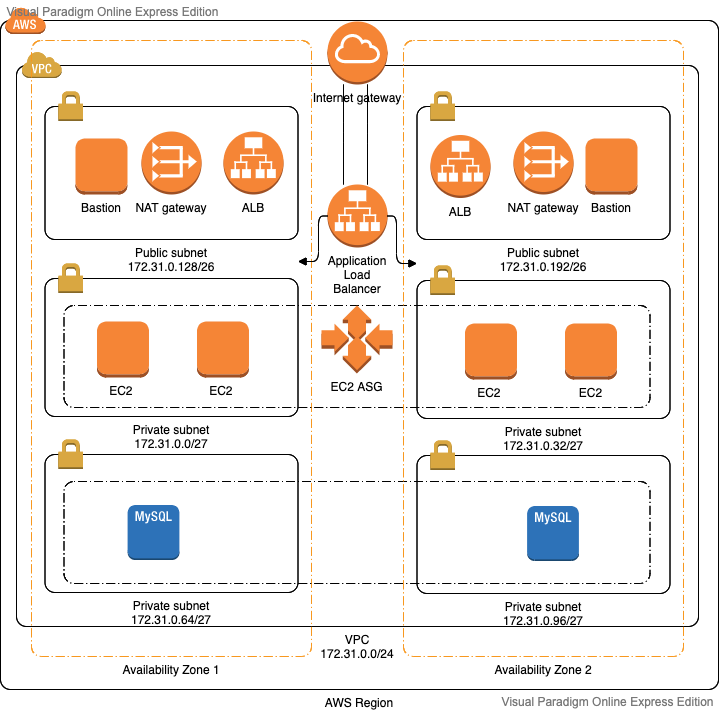 Visual Paradigm Online Express Edition
AWS
VPC
Internet gateway
Bastion
NAT gateway
ALB
ALB
NAT gateway
Bastion
Public subnet
172.31.0.128/26
Application
Load
Balancer
Public subnet
172.31.0.192/26
EC2
EC2
EC2 ASG
EC2
EC2
Private subnet
172.31.0.0/27
Private subnet
172.31.0.32/27
MySQL
MySQL
Private subnet
172.31.0.64/27
Private subnet
172.31.0.96/27
VPC
172.31.0.0/24
Availability Zone 1
Availability Zone 2
AWS Region
Visual Paradigm Online Express Edition